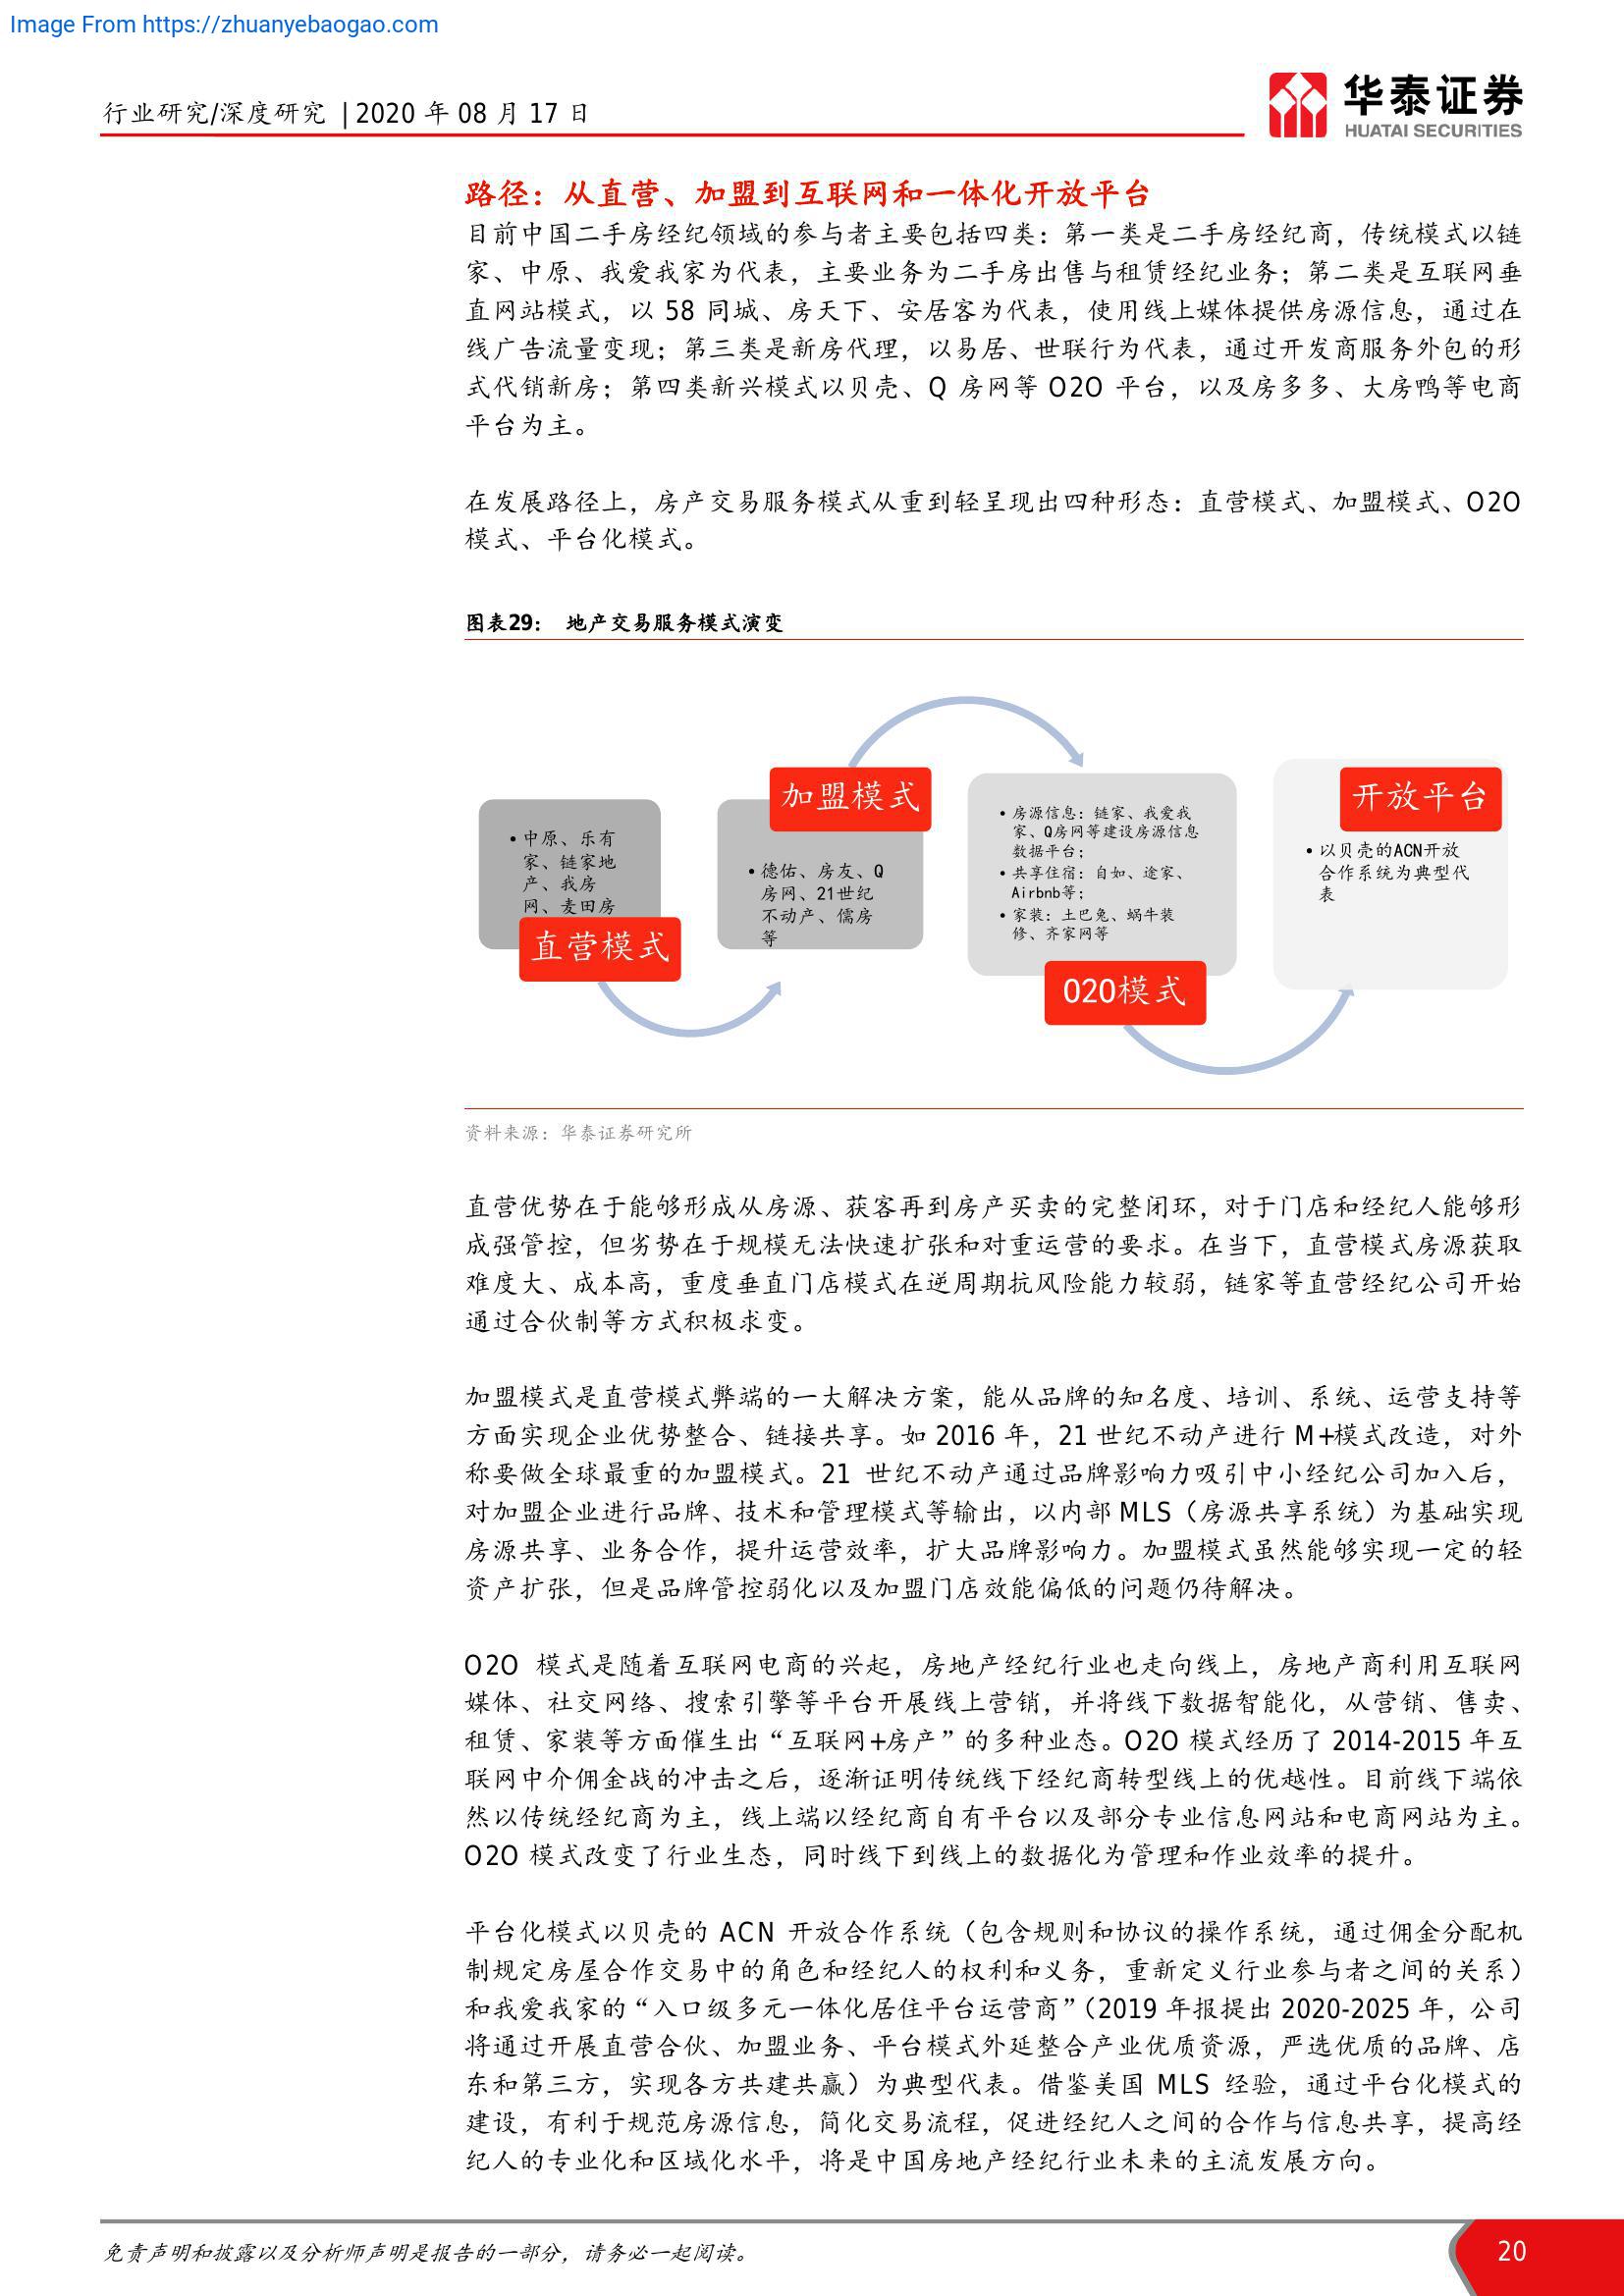 Image From https://zhuanyebaogao.com
华泰证券
HUATAI SECURITIES
行业研究/深度研究 | 2020 年 08 月 17 日
路径：从直营、加盟到互联网和一体化开放平台
目前中国二手房经纪领域的参与者主要包括四类：第一类是二手房经纪商，传统模式以链
家、中原、我爱我家为代表，主要业务为二手房出售与租赁经纪业务；第二类是互联网垂
直网站模式，以 58 同城、房天下、安居客为代表，使用线上媒体提供房源信息，通过在
线广告流量变现；第三类是新房代理，以易居、世联行为代表，通过开发商服务外包的形
式代销新房；第四类新兴模式以贝壳、Q 房网等 O2O 平台，以及房多多、大房鸭等电商
平台为主。
在发展路径上，房产交易服务模式从重到轻呈现出四种形态：直营模式、加盟模式、O2O
模式、平台化模式。
图表29： 地产交易服务模式演变
• 中原、乐有
家、链家地
产、我房
网、麦田房
直营模式
加盟模式
• 德佑、房友、Q
房网、21世纪
不动产、儒房
等
• 房源信息：链家、我爱我
家、Q房网等建设房源信息
数据平台；
• 共享住宿：自如、途家、
Airbnb等；
• 家装：土巴兔、蜗牛装
修、齐家网等
O2O模式
开放平台
• 以贝壳的ACN开放
合作系统为典型代
表
资料来源：华泰证券研究所
直营优势在于能够形成从房源、获客再到房产买卖的完整闭环，对于门店和经纪人能够形
成强管控，但劣势在于规模无法快速扩张和对重运营的要求。在当下，直营模式房源获取
难度大、成本高，重度垂直门店模式在逆周期抗风险能力较弱，链家等直营经纪公司开始
通过合伙制等方式积极求变。
加盟模式是直营模式弊端的一大解决方案，能从品牌的知名度、培训、系统、运营支持等
方面实现企业优势整合、链接共享。如 2016 年，21 世纪不动产进行 M+模式改造，对外
称要做全球最重的加盟模式。21 世纪不动产通过品牌影响力吸引中小经纪公司加入后，
对加盟企业进行品牌、技术和管理模式等输出，以内部 MLS（房源共享系统）为基础实现
房源共享、业务合作，提升运营效率，扩大品牌影响力。加盟模式虽然能够实现一定的轻
资产扩张，但是品牌管控弱化以及加盟门店效能偏低的问题仍待解决。
O2O 模式是随着互联网电商的兴起，房地产经纪行业也走向线上，房地产商利用互联网
媒体、社交网络、搜索引擎等平台开展线上营销，并将线下数据智能化，从营销、售卖、
租赁、家装等方面催生出“互联网+房产”的多种业态。O2O 模式经历了 2014-2015 年互
联网中介佣金战的冲击之后，逐渐证明传统线下经纪商转型线上的优越性。目前线下端依
然以传统经纪商为主，线上端以经纪商自有平台以及部分专业信息网站和电商网站为主。
O2O 模式改变了行业生态，同时线下到线上的数据化为管理和作业效率的提升。
平台化模式以贝壳的 ACN 开放合作系统（包含规则和协议的操作系统，通过佣金分配机
制规定房屋合作交易中的角色和经纪人的权利和义务，重新定义行业参与者之间的关系）
和我爱我家的“入口级多元一体化居住平台运营商”（2019 年报提出 2020-2025 年，公司
将通过开展直营合伙、加盟业务、平台模式外延整合产业优质资源，严选优质的品牌、店
东和第三方，实现各方共建共赢）为典型代表。借鉴美国 MLS 经验，通过平台化模式的
建设，有利于规范房源信息，简化交易流程，促进经纪人之间的合作与信息共享，提高经
纪人的专业化和区域化水平，将是中国房地产经纪行业未来的主流发展方向。
免责声明和披露以及分析师声明是报告的一部分，请务必一起阅读。
20